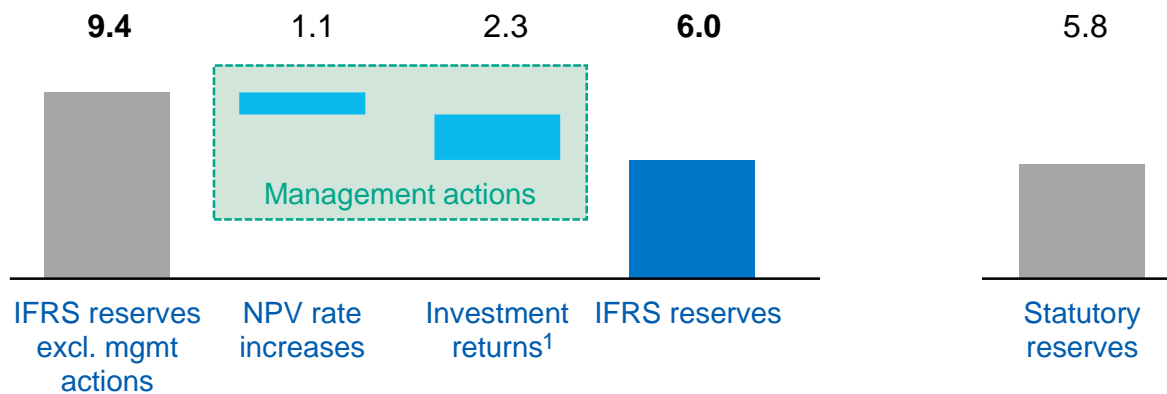 9.4 1.1 2.3 6.0 5.8
Management actions
IFRS reserves excl. mgmt actions
NPV rate increases
Investment returns1
IFRS reserves
Statutory reserves